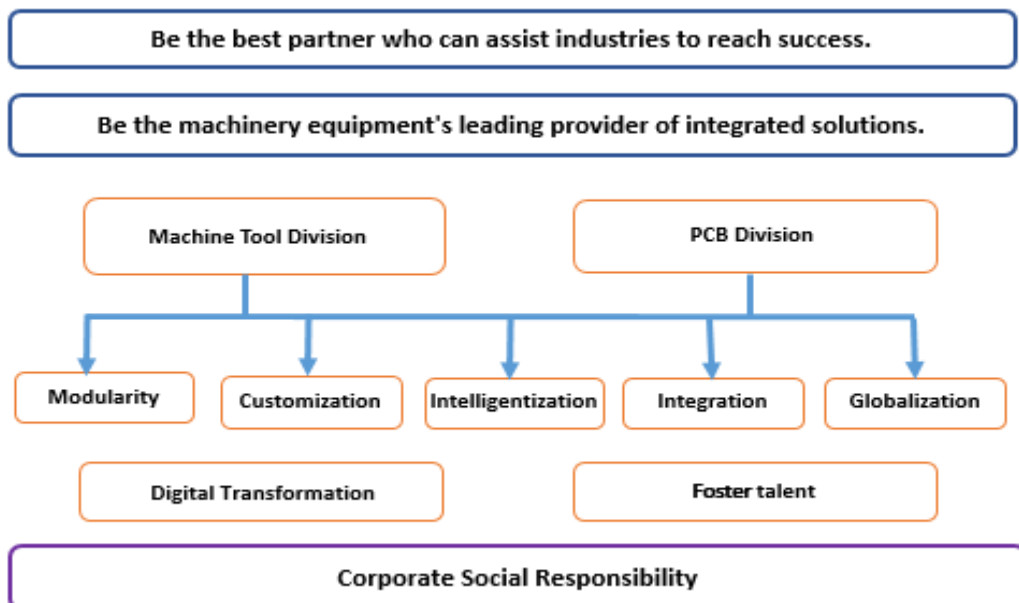 Be the best partner who can assist industries to reach success.
Be the machinery equipment's leading provider of integrated solutions.
Machine Tool Division
PCB Division
Modularity
Customization
Intelligentization
Integration
Globalization
Digital Transformation
Foster talent
Corporate Social Responsibility